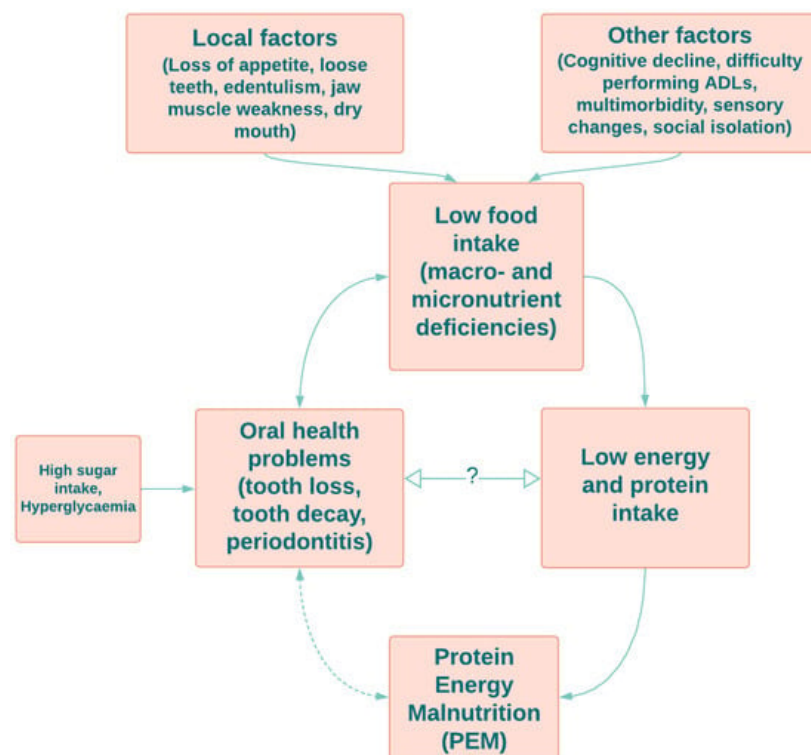 Local factors
(Loss of appetite, loose
teeth, edentulism, jaw
muscle weakness, dry
mouth)
Other factors
(Cognitive decline, difficulty
performing ADLs,
multimorbidity, sensory
changes, social isolation)
Low food
intake
(macro- and
micronutrient
deficiencies)
High sugar
intake,
Hyperglycaemia
Oral health
problems
(tooth loss,
tooth decay,
periodontitis)
?
Low energy
and protein
intake
Protein
Energy
Malnutrition
(PEM)